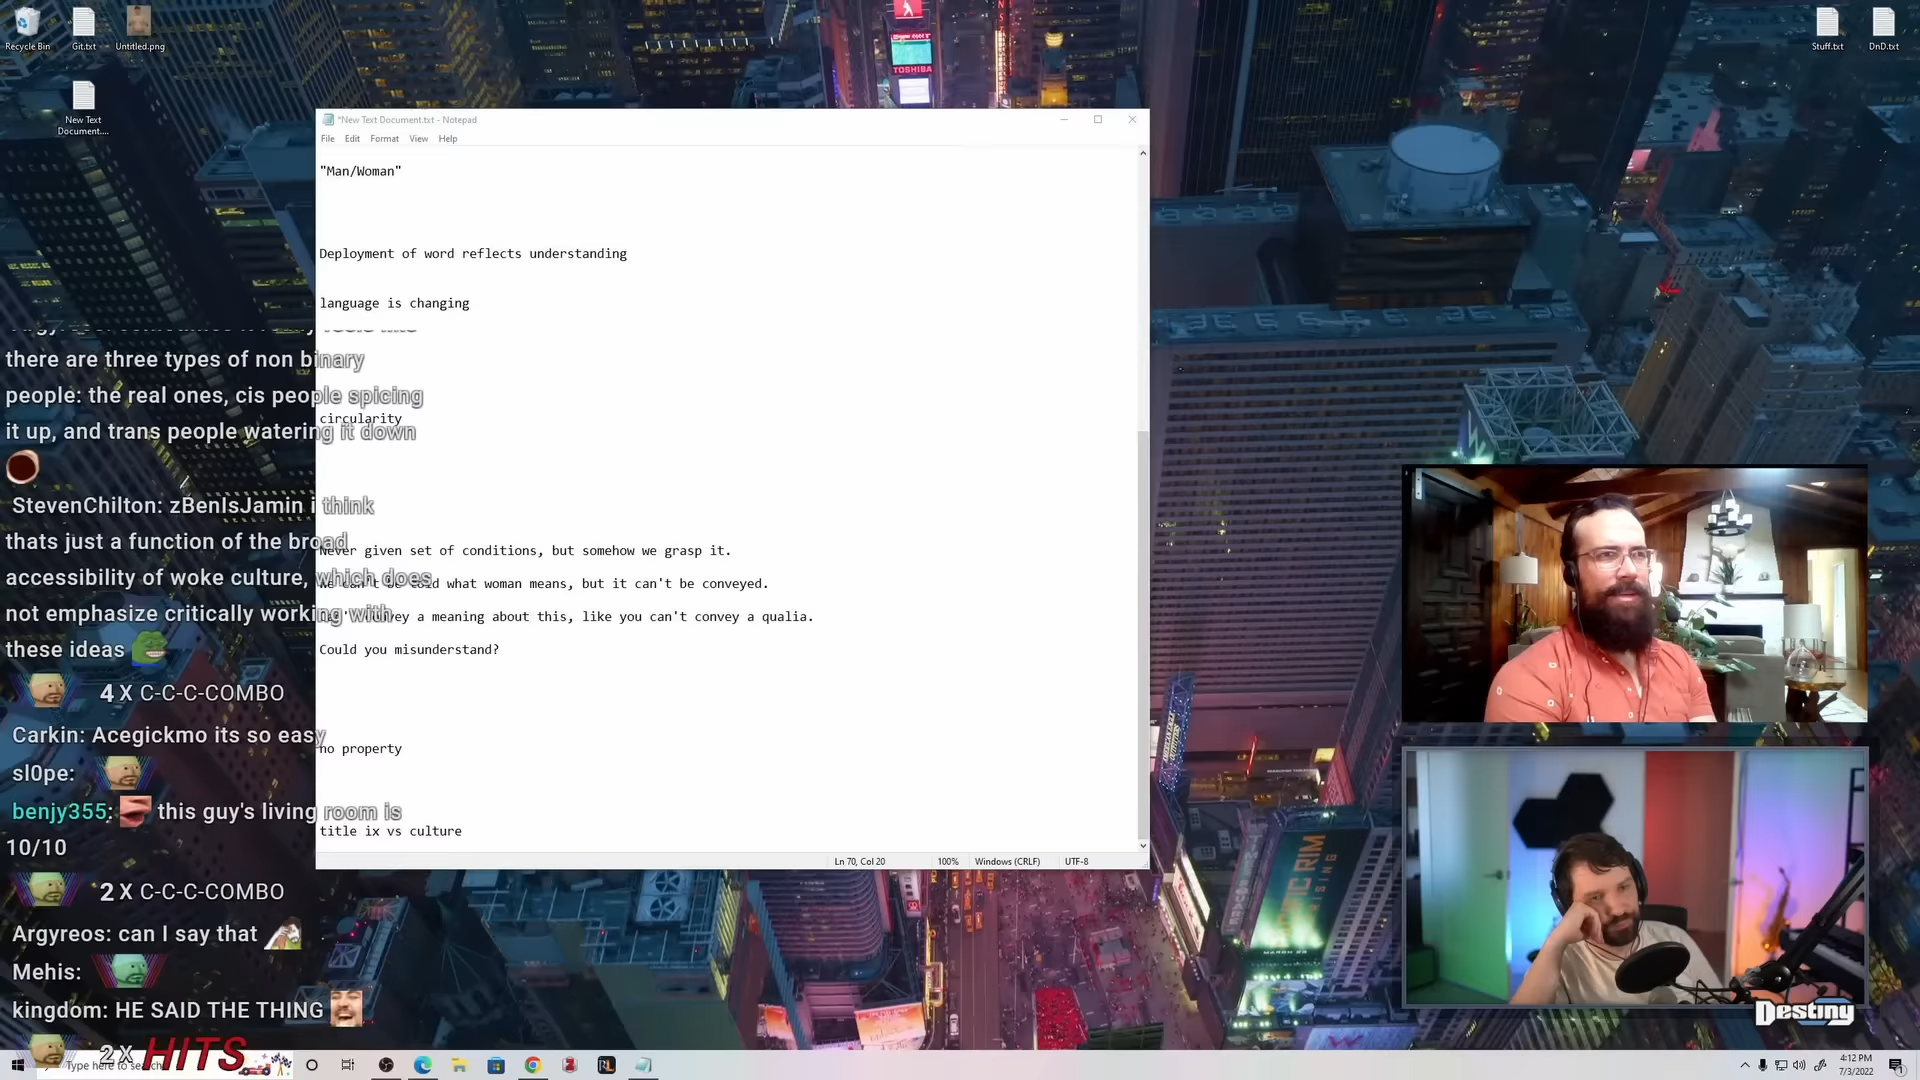 Recycle Bin
Git.txt
Untitled.png
Stuff.txt
DnD.txt
New Text
Document....
TOSHIBA
*New Text Document.txt - Notepad
File Edit Format View Help
"Man/Woman"
Deployment of word reflects understanding
language is changing
circularity
Never given set of conditions, but somehow we grasp it.
told what woman means, but it can't be conveyed.
a meaning about this, like you can't convey a qualia.
Could you misunderstand?
no property
title ix vs culture
Ln 70, Col 20 100% Windows (CRLF) UTF-8
there are three types of non binary
people: the real ones, cis people spicing
it up, and trans people watering it down
StevenChilton: zBenIsJamin i think
thats just a function of the broad
accessibility of woke culture, which does
not emphasize critically working with
these ideas
4 X C-C-C-COMBO
Carkin: Acegickmo its so easy
sl0pe:
benjy355: this guy's living room is
10/10
2 X C-C-C-COMBO
Argyreos: can I say that
Mehis:
kingdom: HE SAID THE THING
2 X HITS
Destiny
Type here to search
4:12 PM
7/3/2022